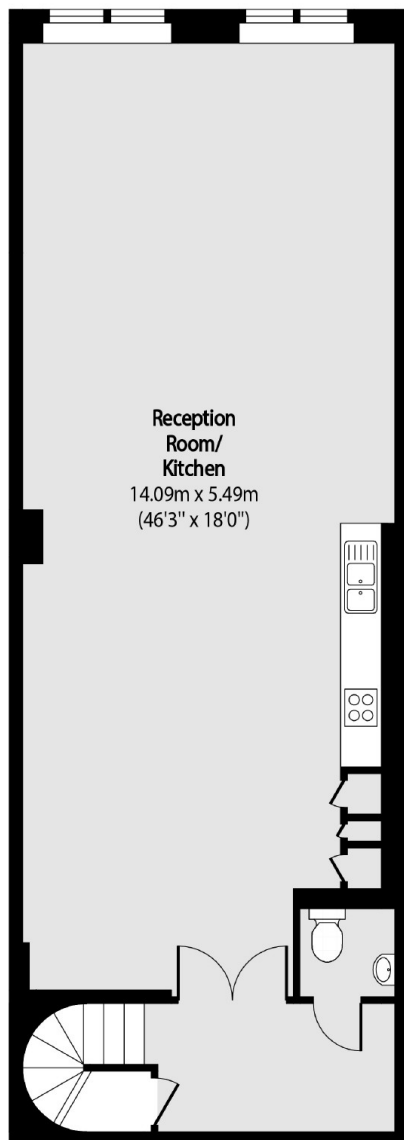 Reception
Room/
Kitchen
14.09m x 5.49m
(46'3" x 18'0")